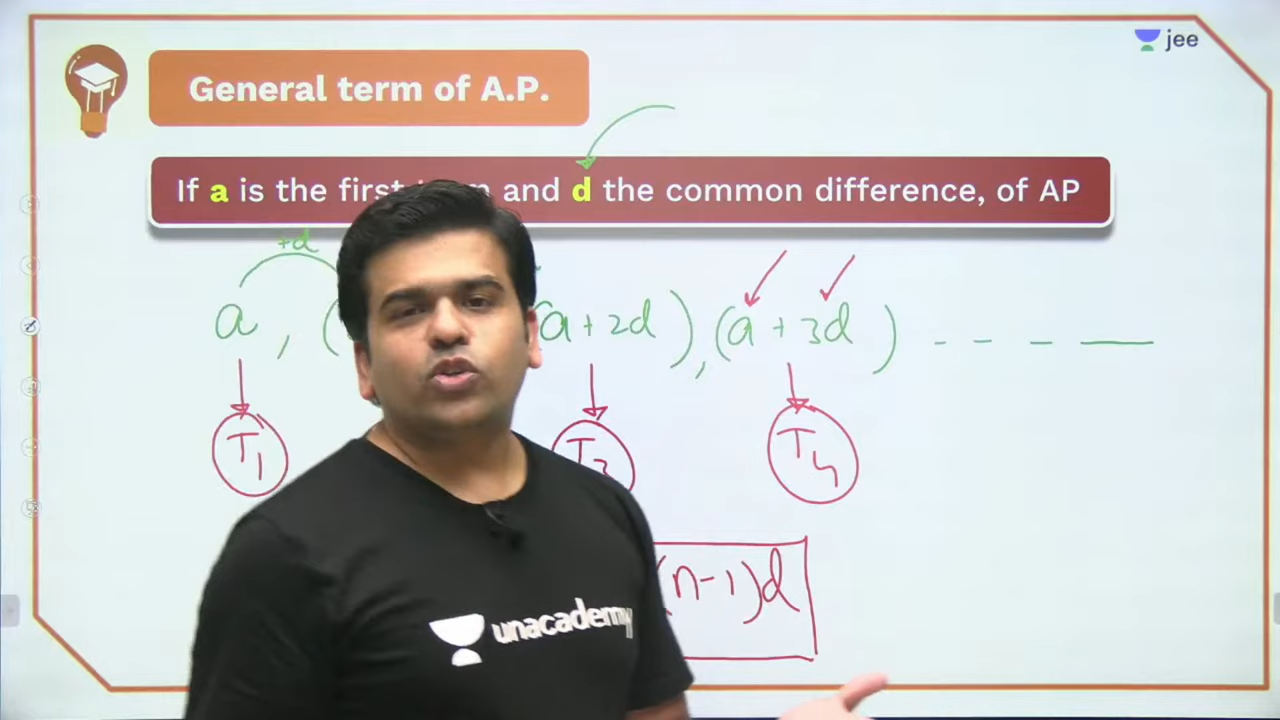 jee
General term of A.P.
If a is the first and d the common difference, of AP
+d
a , ( (a + 2d) , (a + 3d) - - - —
T1 T3 T4
(n-1)d
unacademy